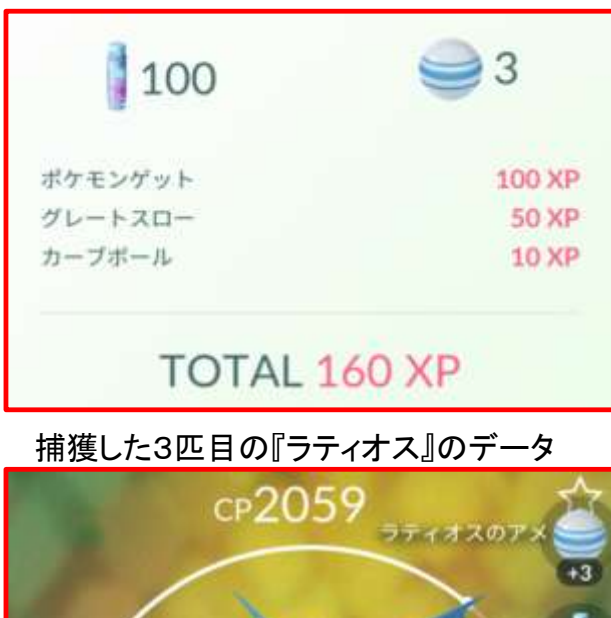 100 3
ポケモンゲット 100 XP
グレートスロー 50 XP
カーブボール 10 XP
TOTAL 160 XP
捕獲した3匹目の『ラティオス』のデータ
CP2059
ラティオスのアメ
+3